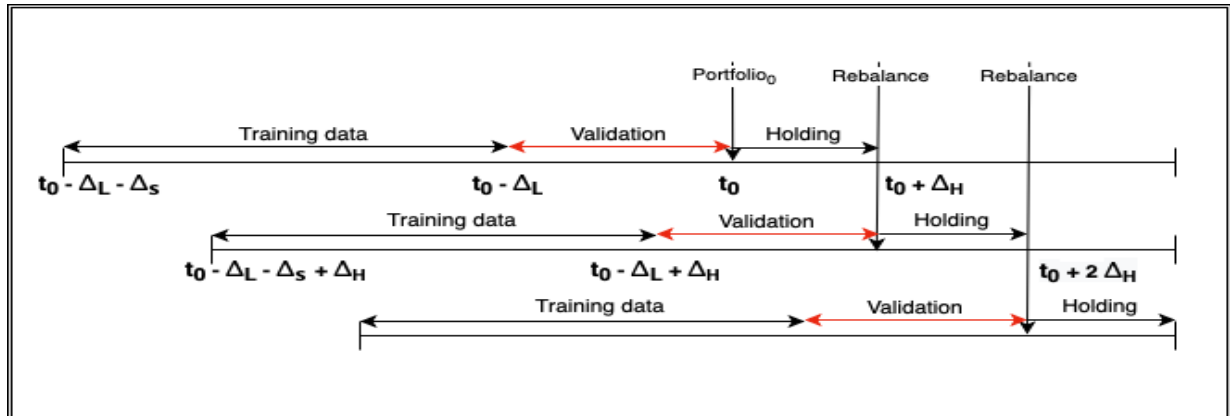 Portfolio₀ Rebalance Rebalance
Training data Validation Holding
t₀ - Δ_L - Δ_s t₀ - Δ_L t₀ t₀ + Δ_H
Training data Validation Holding
t₀ - Δ_L - Δ_s + Δ_H t₀ - Δ_L + Δ_H t₀ + 2 Δ_H
Training data Validation Holding